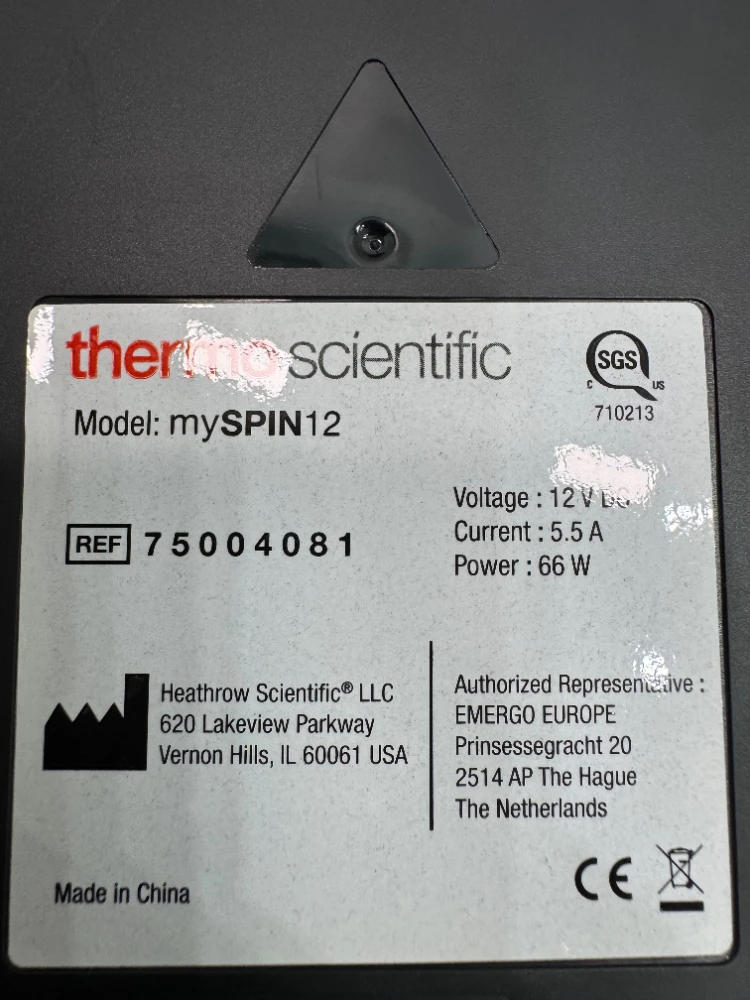 thermo scientific
SGS
C US
710213
Model: mySPIN12
Voltage : 12 V DC
Current : 5.5 A
Power : 66 W
REF 75004081
Heathrow Scientific® LLC
620 Lakeview Parkway
Vernon Hills, IL 60061 USA
Authorized Representative :
EMERGO EUROPE
Prinsessegracht 20
2514 AP The Hague
The Netherlands
Made in China
CE